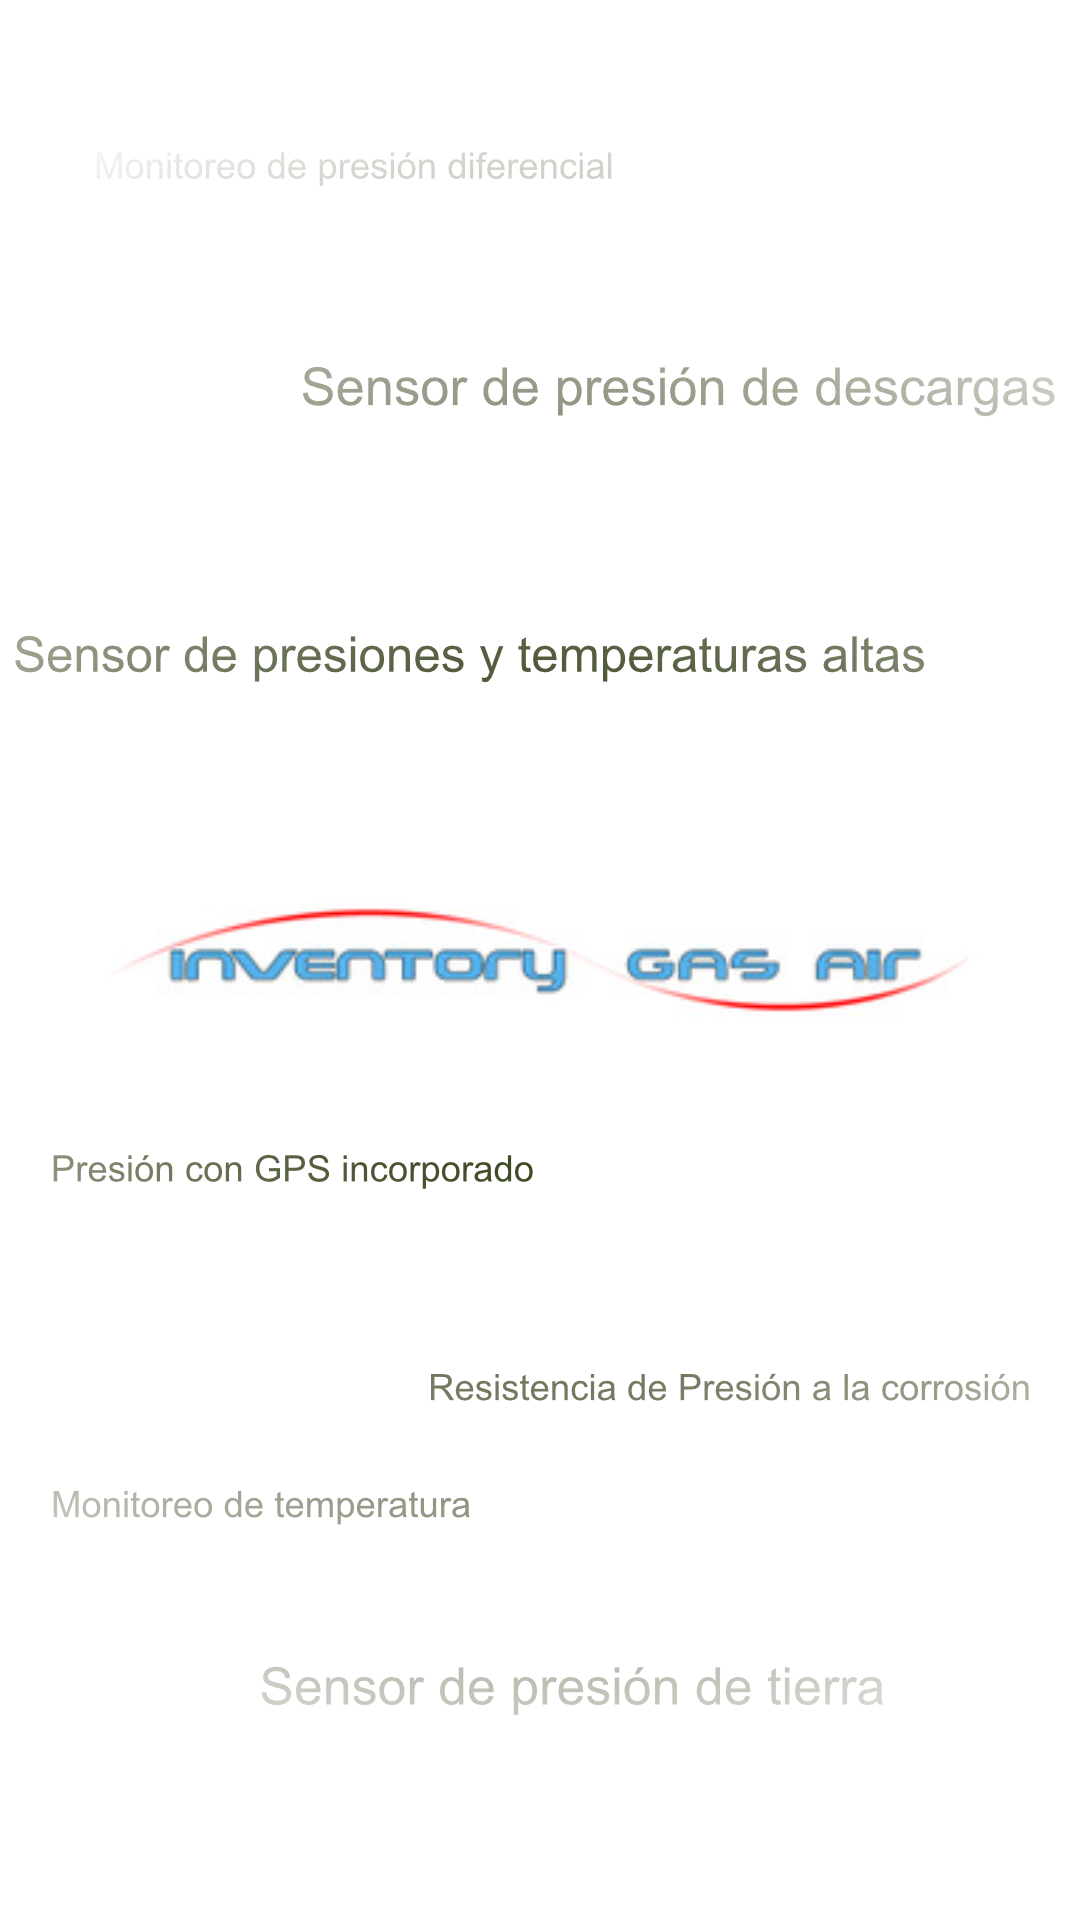 Monitoreo de presión diferencial
Sensor de presión de descargas
Sensor de presiones y temperaturas altas
INVENTORY GAS AIR
Presión con GPS incorporado
Resistencia de Presión a la corrosión
Monitoreo de temperatura
Sensor de presión de tierra